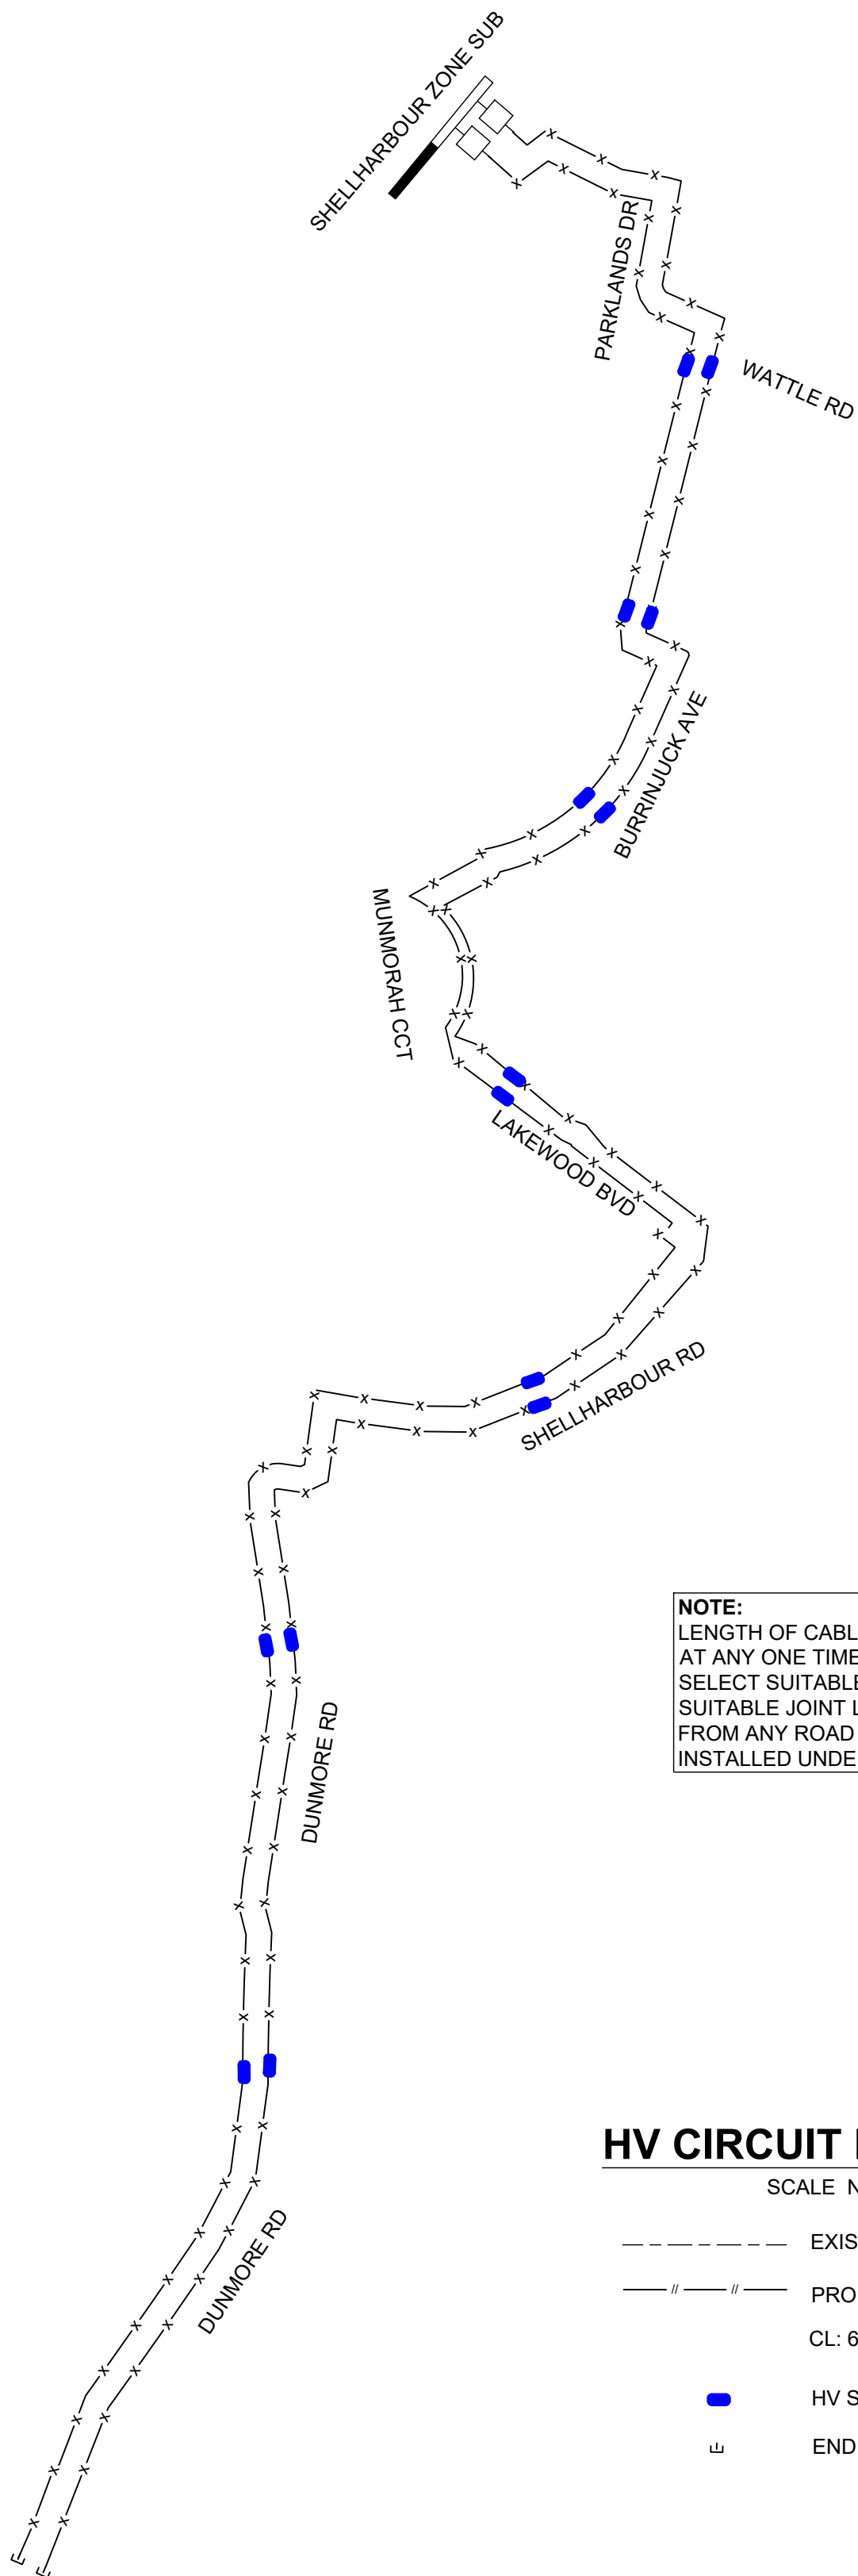 SHELLHARBOUR ZONE SUB
PARKLANDS DR
WATTLE RD
BURRINJUCK AVE
MUNMORAH CCT
LAKEWOOD BVD
SHELLHARBOUR RD
NOTE:
LENGTH OF CABL
AT ANY ONE TIME
SELECT SUITABLE
SUITABLE JOINT L
FROM ANY ROAD
INSTALLED UNDE
DUNMORE RD
HV CIRCUIT
SCALE N
DUNMORE RD
EXIS
PRO
CL: 6
HV S
END